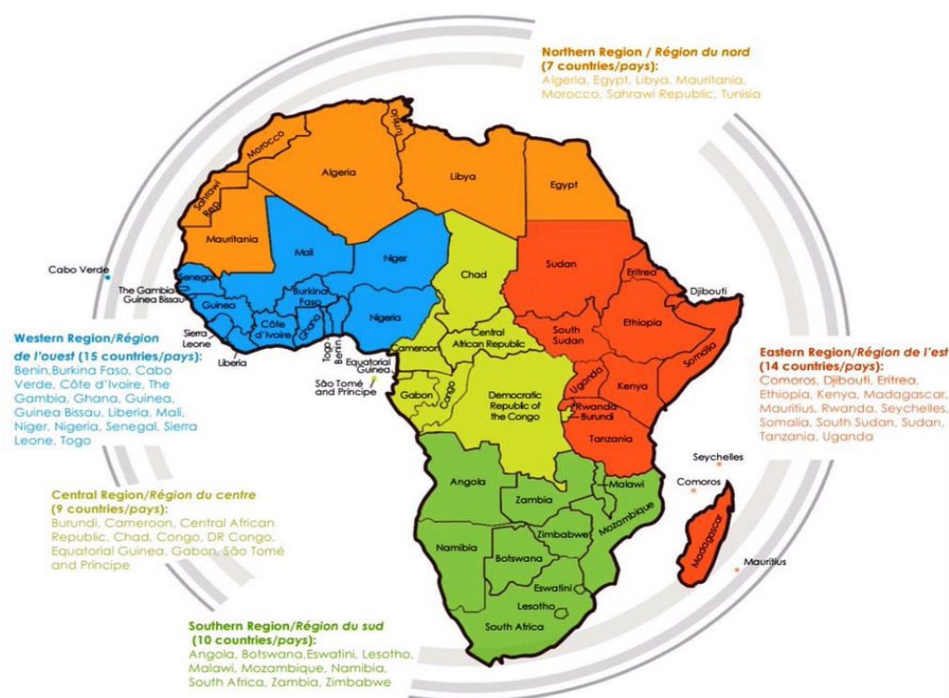 Northern Region / Région du nord
(7 countries/pays):
Algeria, Egypt, Libya, Mauritania,
Morocco, Sahrawi Republic, Tunisia
Morocco
Tunisia
Algeria
Libya
Egypt
Sahrawi
Rep.
Mauritania
Mali
Niger
Chad
Sudan
Eritrea
Djibouti
Cabo Verde
Senegal
The Gambia
Guinea Bissau
Guinea
Burkina
Faso
Côte
d'Ivoire
Ghana
Togo
Benin
Nigeria
Sierra
Leone
Liberia
Cameroon
Central
African Republic
South
Sudan
Ethiopia
Somalia
Equatorial
Guinea
São Tomé
and Príncipe
Gabon
Congo
Democratic
Republic of
the Congo
Uganda
Kenya
Rwanda
Burundi
Tanzania
Western Region/Région
de l'ouest (15 countries/pays):
Benin,Burkina Faso, Cabo
Verde, Côte d'Ivoire, The
Gambia, Ghana, Guinea,
Guinea Bissau, Liberia, Mali,
Niger, Nigeria, Senegal, Sierra
Leone, Togo
Eastern Region/Région de l'est
(14 countries/pays):
Comoros, Djibouti, Eritrea,
Ethiopia, Kenya, Madagascar,
Mauritius, Rwanda, Seychelles,
Somalia, South Sudan, Sudan,
Tanzania, Uganda
Seychelles
Comoros
Madagascar
Mauritius
Angola
Zambia
Malawi
Mozambique
Zimbabwe
Namibia
Botswana
Eswatini
Lesotho
South Africa
Central Region/Région du centre
(9 countries/pays):
Burundi, Cameroon, Central African
Republic, Chad, Congo, DR Congo,
Equatorial Guinea, Gabon, São Tomé
and Príncipe
Southern Region/Région du sud
(10 countries/pays):
Angola, Botswana,Eswatini, Lesotho,
Malawi, Mozambique, Namibia,
South Africa, Zambia, Zimbabwe